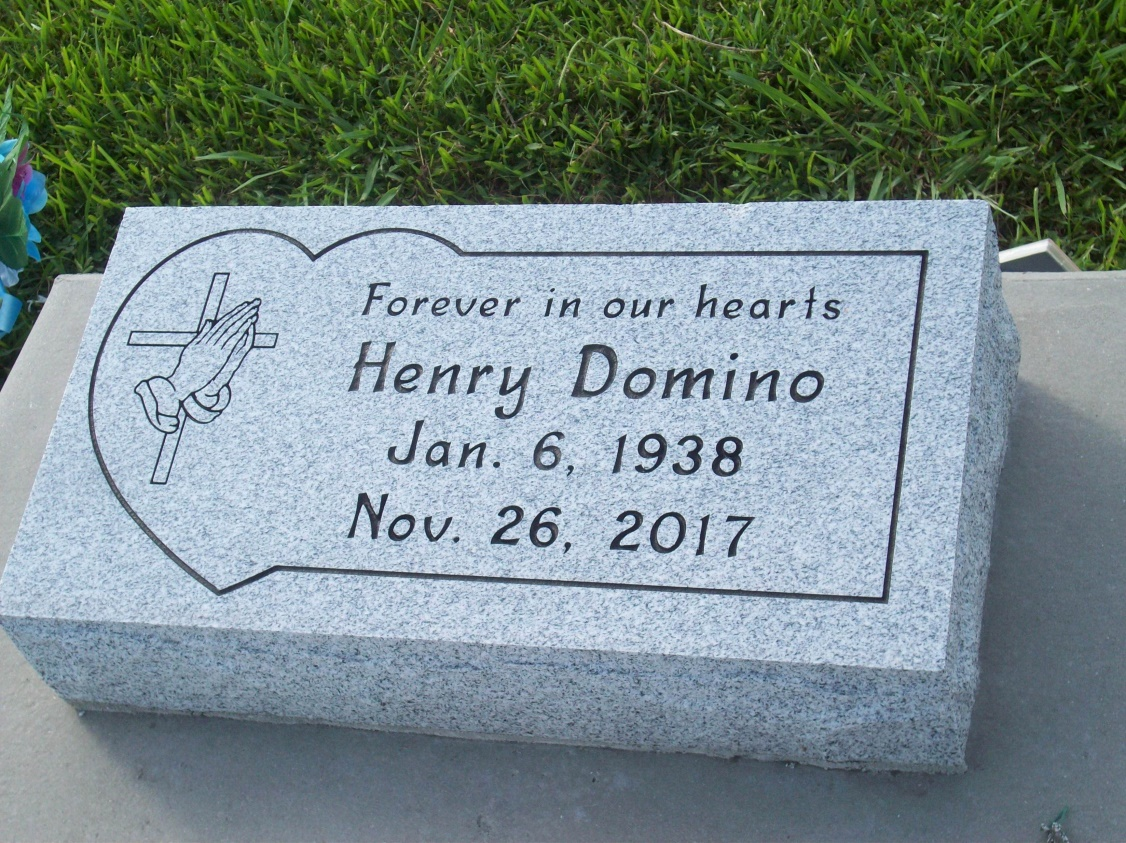 Forever in our hearts
Henry Domino
Jan. 6, 1938
Nov. 26, 2017